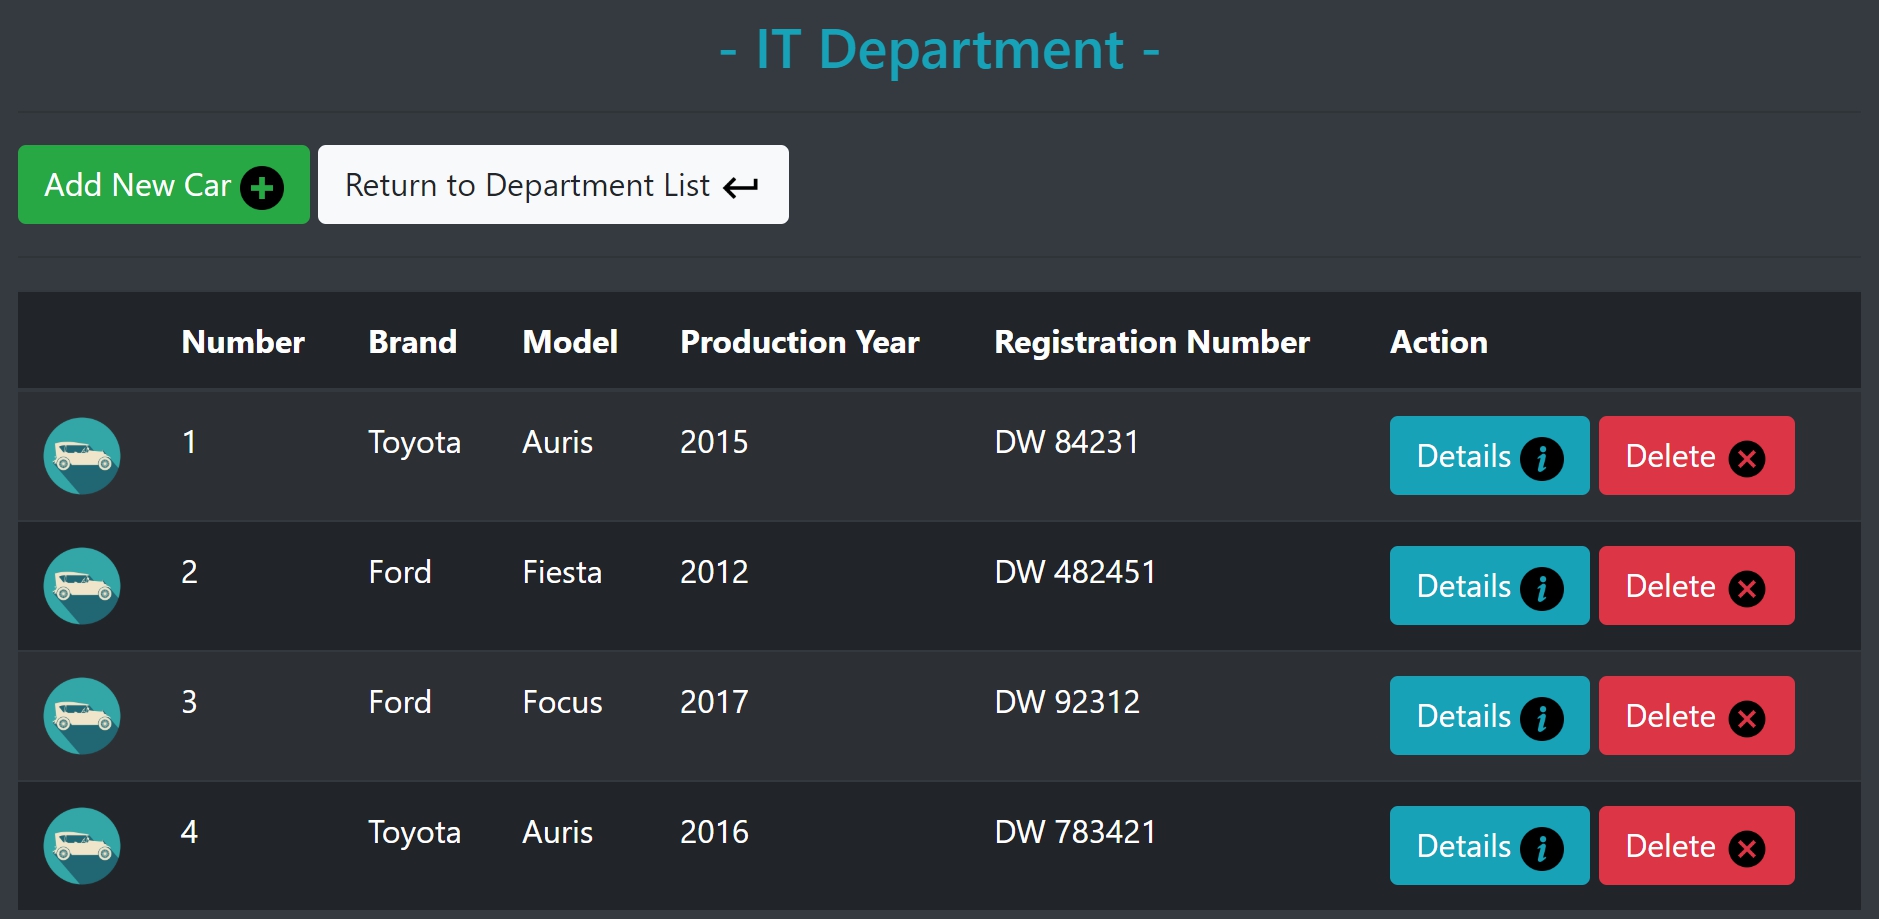 - IT Department -
Add New Car Return to Department List
Number Brand Model Production Year Registration Number Action
1 Toyota Auris 2015 DW 84231 Details i Delete
2 Ford Fiesta 2012 DW 482451 Details i Delete
3 Ford Focus 2017 DW 92312 Details i Delete
4 Toyota Auris 2016 DW 783421 Details i Delete